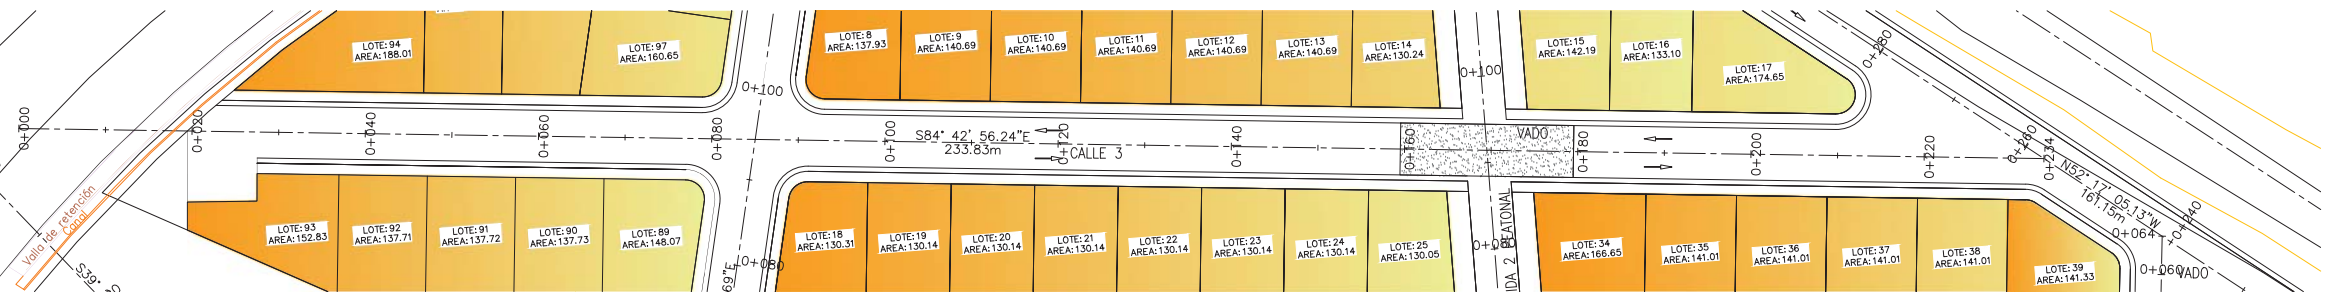 LOTE: 94
AREA: 188.01
LOTE: 97
AREA: 160.65
LOTE: 8
AREA: 137.93
LOTE: 9
AREA: 140.69
LOTE: 10
AREA: 140.69
LOTE: 11
AREA: 140.69
LOTE: 12
AREA: 140.69
LOTE: 13
AREA: 140.69
LOTE: 14
AREA: 130.24
LOTE: 15
AREA: 142.19
LOTE: 16
AREA: 133.10
LOTE: 17
AREA: 174.65
0+280
0+100
0+100
0+000
0+020
0+040
0+060
0+080
0+100
S84° 42' 56.24"E
233.83m
0+120
CALLE 3
0+140
0+160
VADO
0+180
0+200
0+220
0+260
0+234
N52° 17' 05.13"W
161.15m
0+240
Valla de retención
Canal
S39°
LOTE: 93
AREA: 152.83
LOTE: 92
AREA: 137.71
LOTE: 91
AREA: 137.72
LOTE: 90
AREA: 137.73
LOTE: 89
AREA: 148.07
69"E
0+080
LOTE: 18
AREA: 130.31
LOTE: 19
AREA: 130.14
LOTE: 20
AREA: 130.14
LOTE: 21
AREA: 130.14
LOTE: 22
AREA: 130.14
LOTE: 23
AREA: 130.14
LOTE: 24
AREA: 130.14
LOTE: 25
AREA: 130.05
0+080
IDA 2 PEATONAL
LOTE: 34
AREA: 166.65
LOTE: 35
AREA: 141.01
LOTE: 36
AREA: 141.01
LOTE: 37
AREA: 141.01
LOTE: 38
AREA: 141.01
LOTE: 39
AREA: 141.33
0+064
0+060
VADO